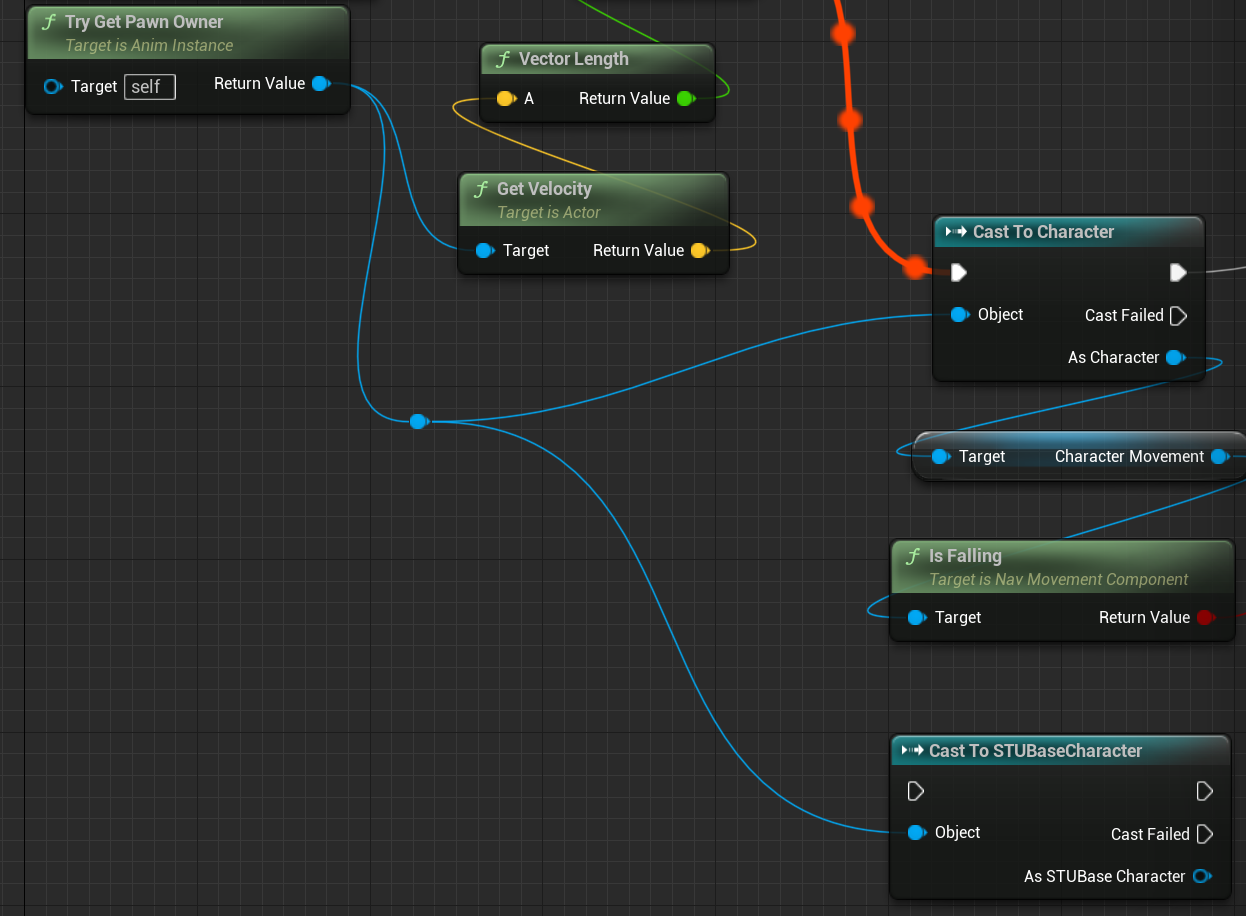 Try Get Pawn Owner
Target is Anim Instance
Target self Return Value
Vector Length
A Return Value
Get Velocity
Target is Actor
Target Return Value
Cast To Character
Object Cast Failed
As Character
Target Character Movement
Is Falling
Target is Nav Movement Component
Target Return Value
Cast To STUBaseCharacter
Object Cast Failed
As STUBase Character